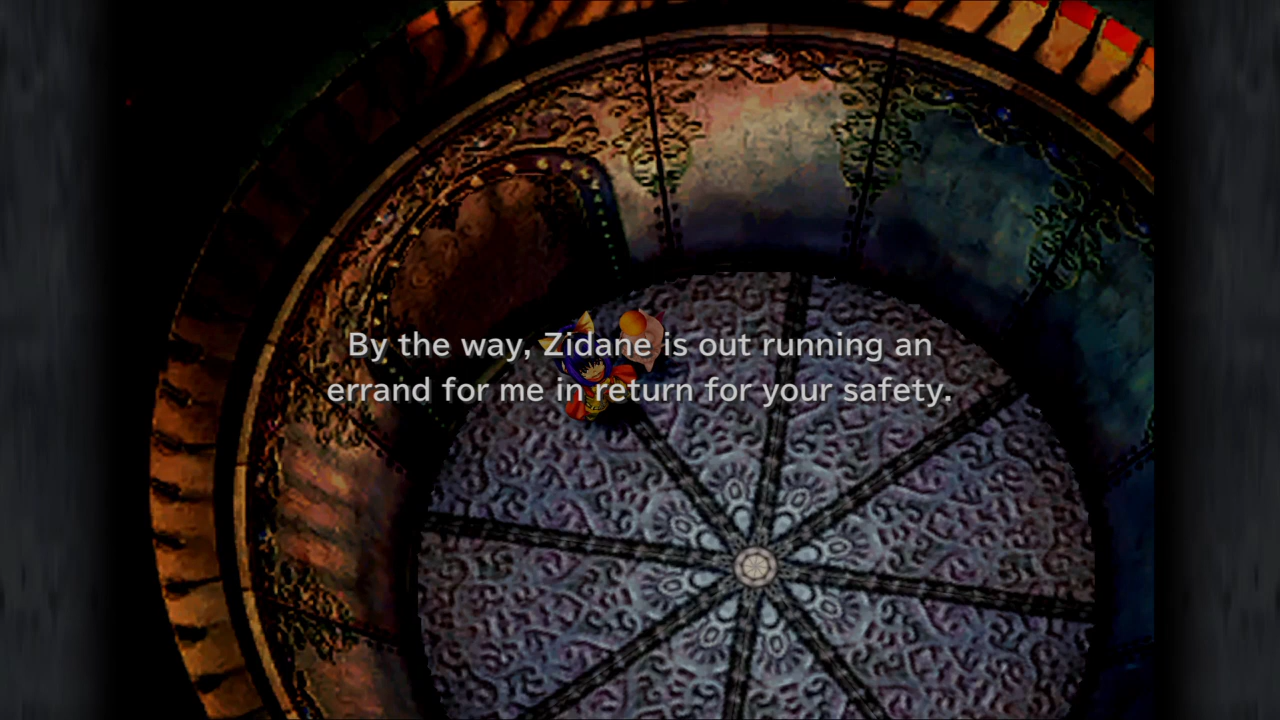 By the way, Zidane is out running an
errand for me in return for your safety.